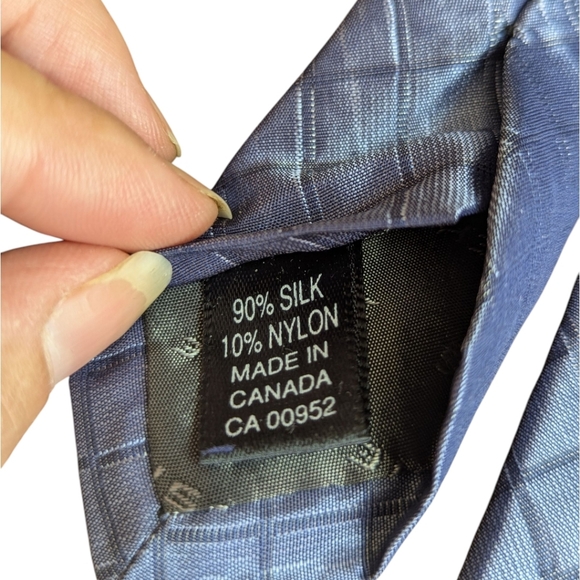 90% SILK
10% NYLON
MADE IN
CANADA
CA 00952